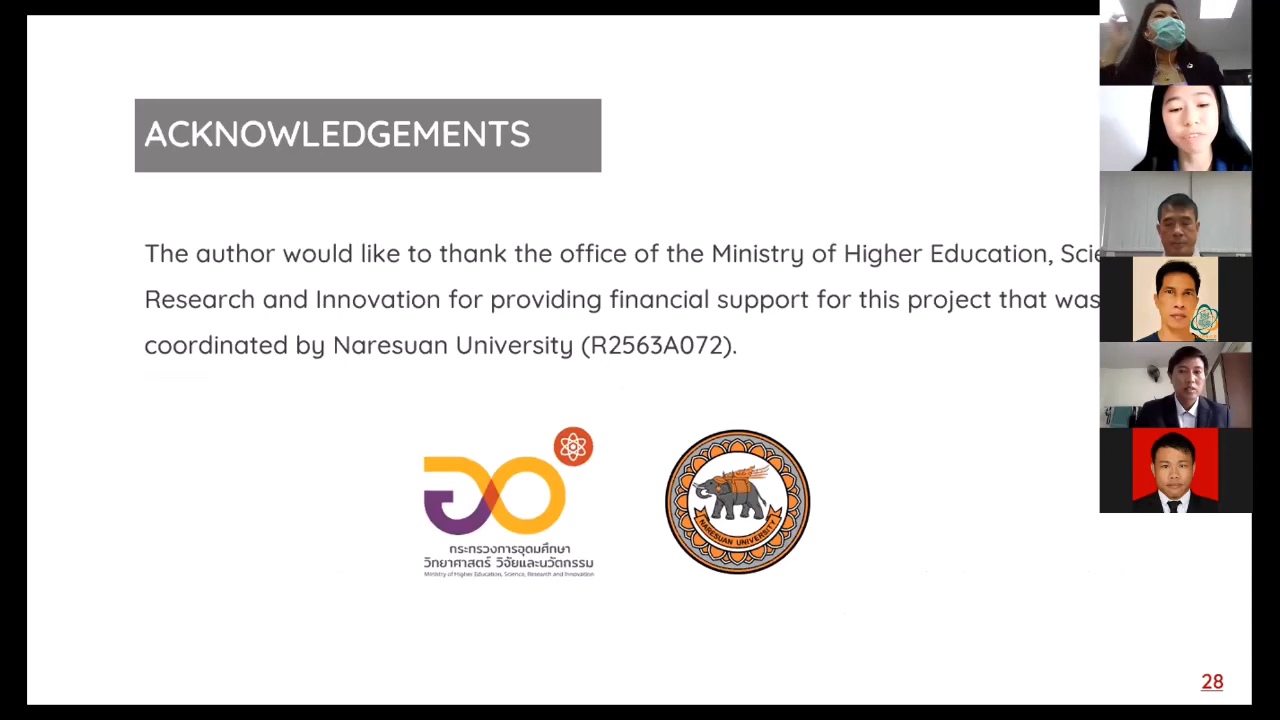 ACKNOWLEDGEMENTS
The author would like to thank the office of the Ministry of Higher Education,
Research and Innovation for providing financial support for this project that was
coordinated by Naresuan University (R2563A072).
กระทรวงการอุดมศึกษา
วิทยาศาสตร์ วิจัยและนวัตกรรม
Ministry of Higher Education, Science, Research and Innovation
NARESUAN UNIVERSITY
28